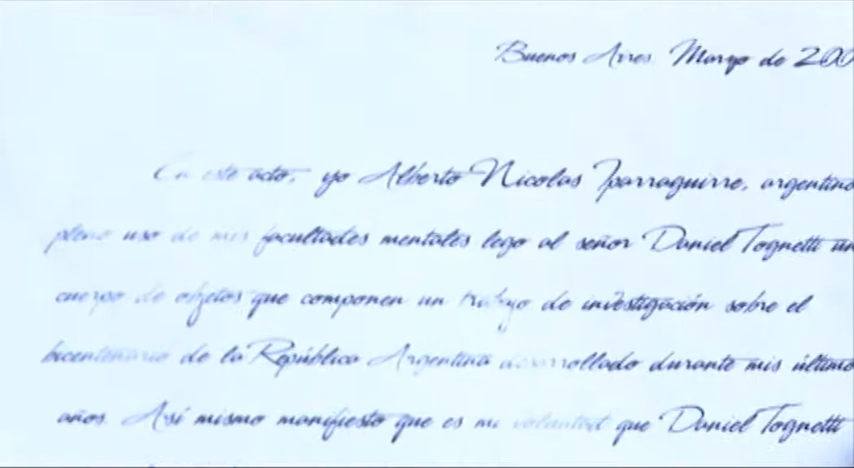 Buenos Aires Marzo de 200
En este acto, yo Alberto Nicolas Iparraguirre, argentino
pleno uso de mis facultades mentales lego al señor Daniel Tognetti un
cuerpo de objetos que componen un trabajo de investigación sobre el
bicentenario de la República Argentina desarrollado durante mis último
años. Así mismo manifiesto que es mi voluntad que Daniel Tognetti